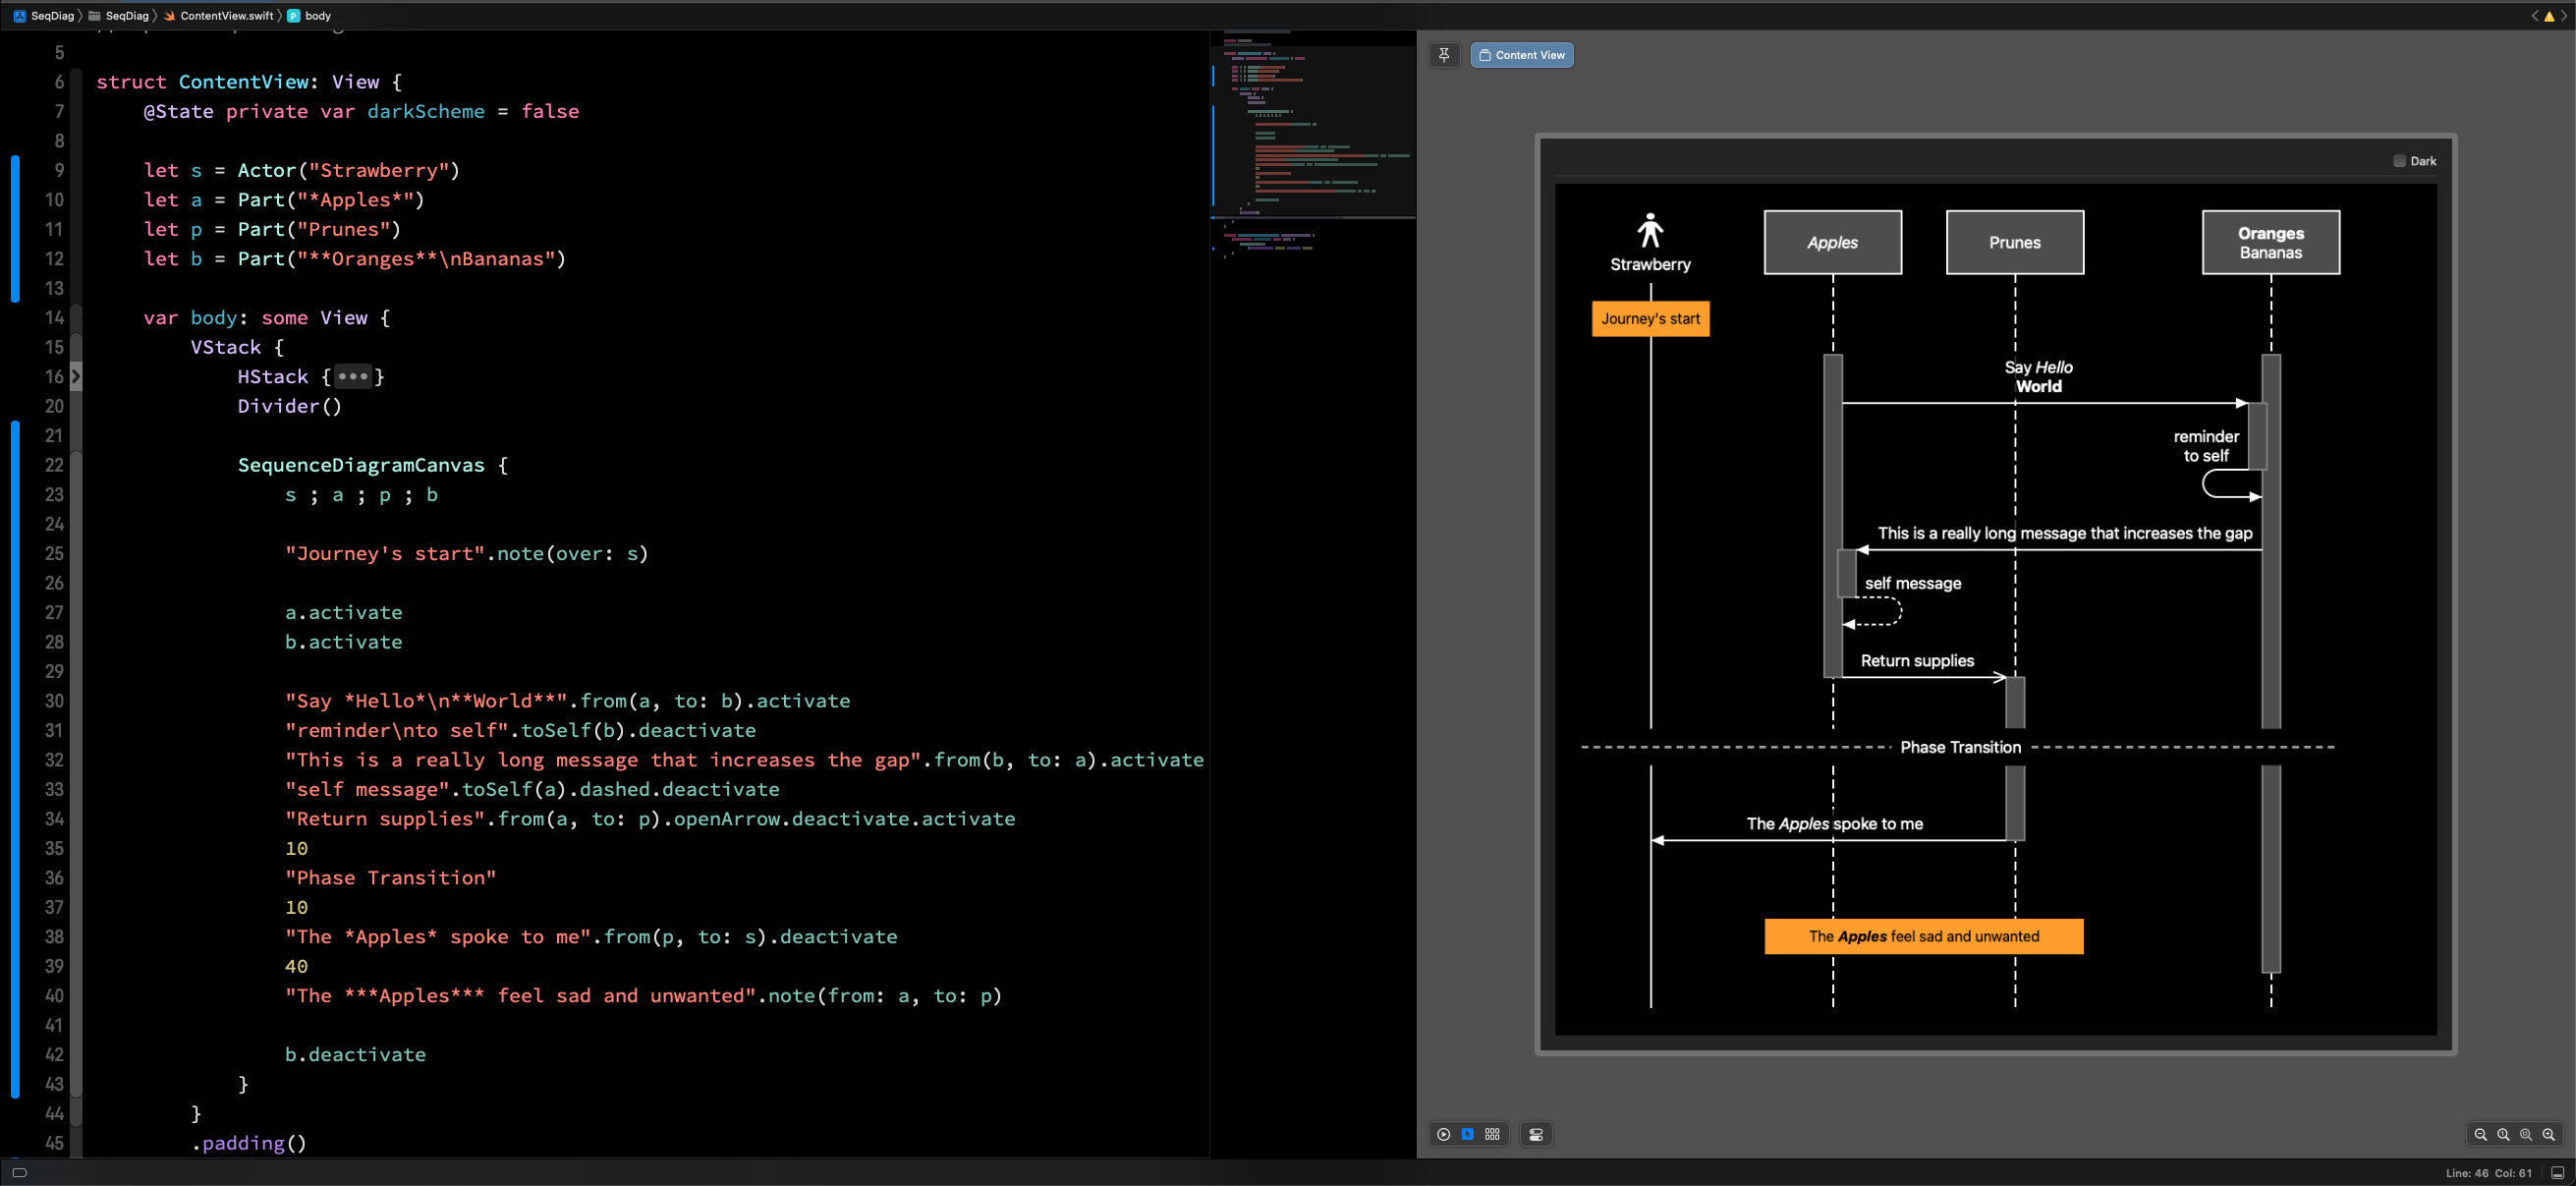 SeqDiag
SeqDiag
ContentView.swift
body
5
6 struct ContentView: View {
7 @State private var darkScheme = false
8
9 let s = Actor("Strawberry")
10 let a = Part("*Apples*")
11 let p = Part("Prunes")
12 let b = Part("**Oranges**\nBananas")
13
14 var body: some View {
15 VStack {
16 HStack {•••}
20 Divider()
21
22 SequenceDiagramCanvas {
23 s ; a ; p ; b
24
25 "Journey's start".note(over: s)
26
27 a.activate
28 b.activate
29
30 "Say *Hello*\n**World**".from(a, to: b).activate
31 "reminder\nto self".toSelf(b).deactivate
32 "This is a really long message that increases the gap".from(b, to: a).activate
33 "self message".toSelf(a).dashed.deactivate
34 "Return supplies".from(a, to: p).openArrow.deactivate.activate
35 10
36 "Phase Transition"
37 10
38 "The *Apples* spoke to me".from(p, to: s).deactivate
39 40
40 "The ***Apples*** feel sad and unwanted".note(from: a, to: p)
41
42 b.deactivate
43 }
44 }
45 .padding()
Content View
Dark
Strawberry
Apples
Prunes
Oranges
Bananas
Journey's start
Say Hello
World
reminder
to self
This is a really long message that increases the gap
self message
Return supplies
Phase Transition
The Apples spoke to me
The Apples feel sad and unwanted
Line: 46 Col: 61